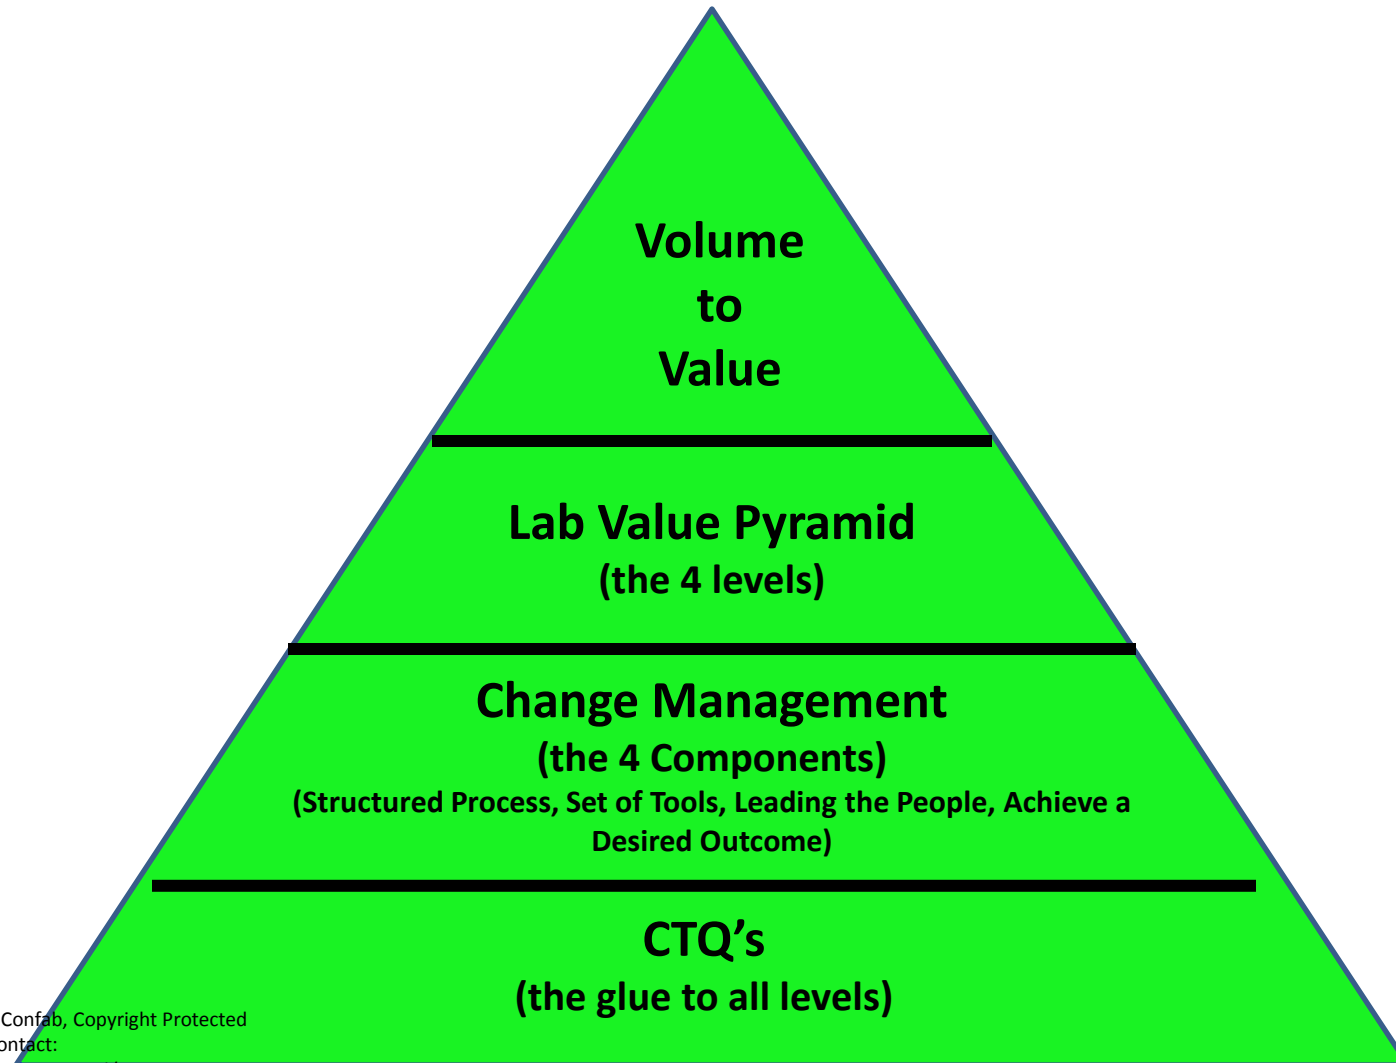 Volume
to
Value
Lab Value Pyramid
(the 4 levels)
Change Management
(the 4 Components)
(Structured Process, Set of Tools, Leading the People, Achieve a
Desired Outcome)
CTQ’s
(the glue to all levels)
Confab, Copyright Protected
ontact: